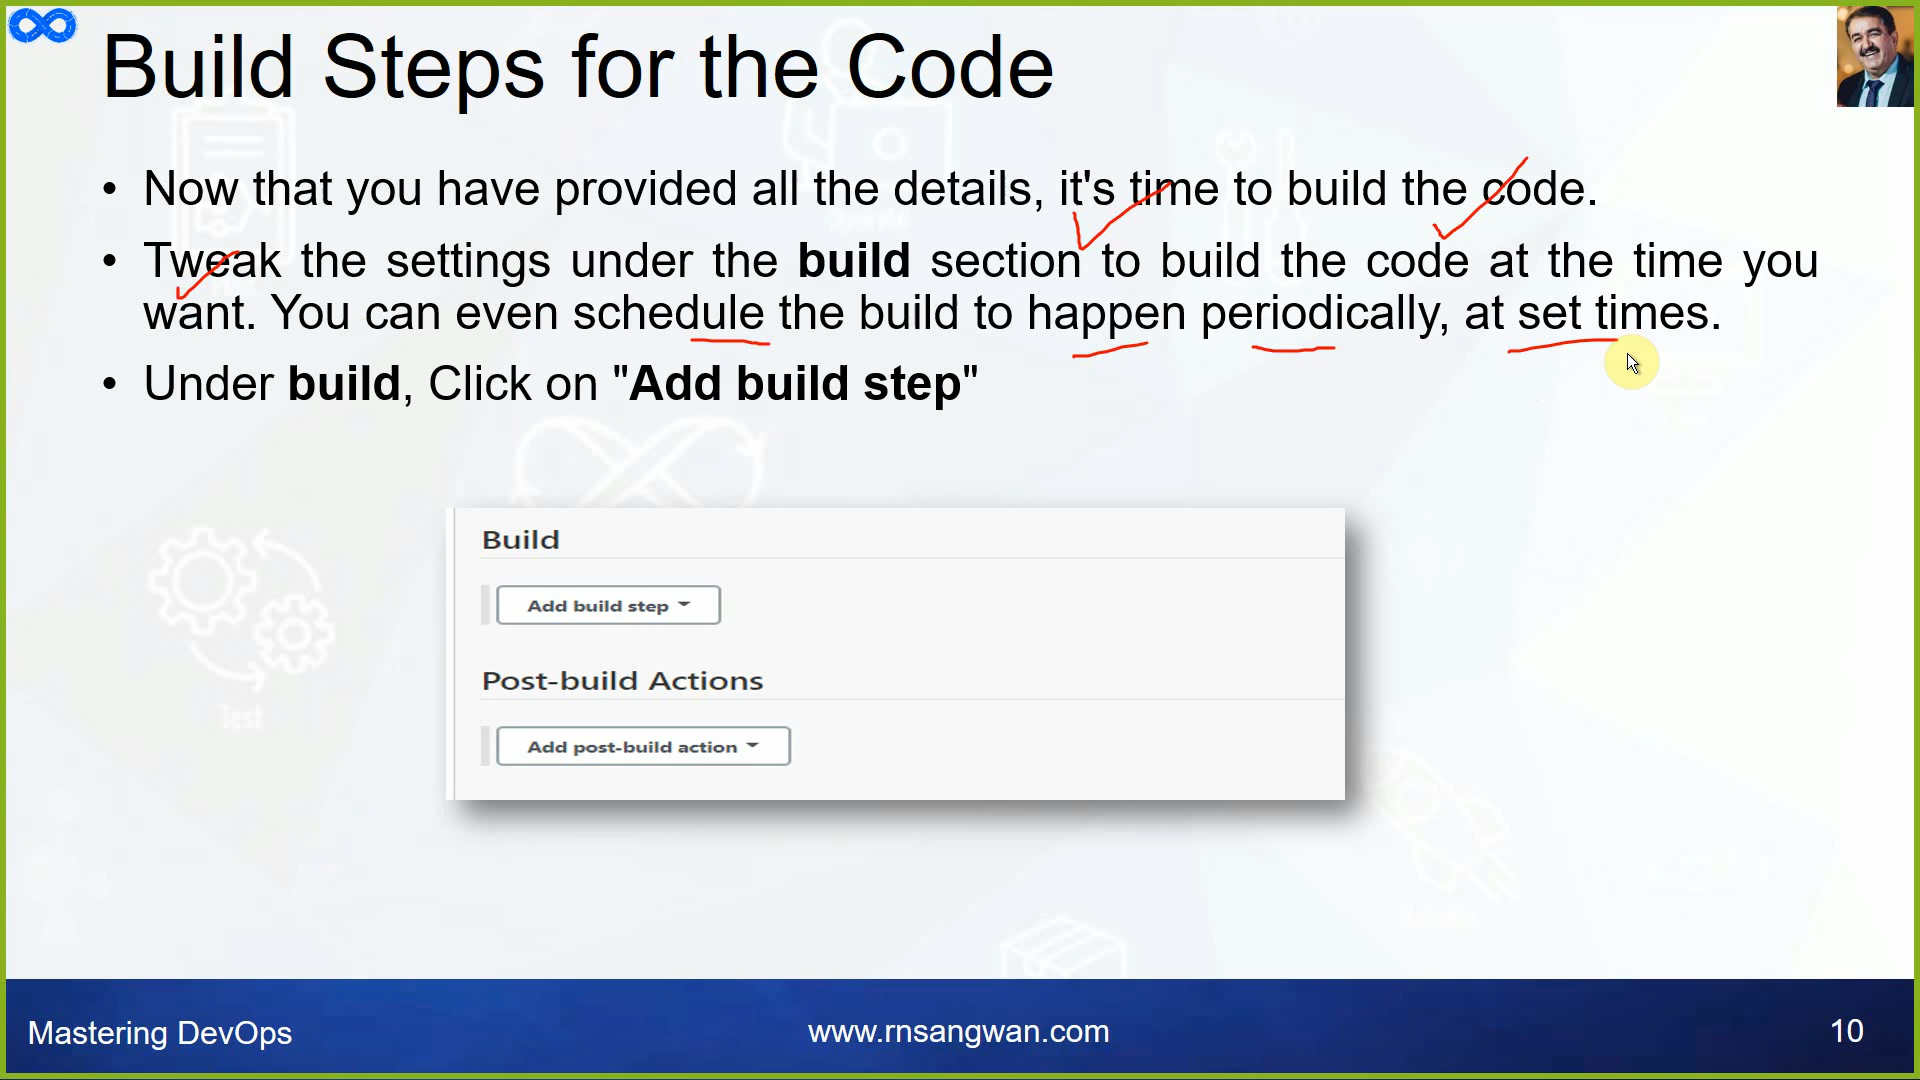 Build Steps for the Code
• Now that you have provided all the details, it's time to build the code.
• Tweak the settings under the build section to build the code at the time you
want. You can even schedule the build to happen periodically, at set times.
• Under build, Click on "Add build step"
Build
Add build step
Post-build Actions
Add post-build action
Test
Mastering DevOps
www.rnsangwan.com
10